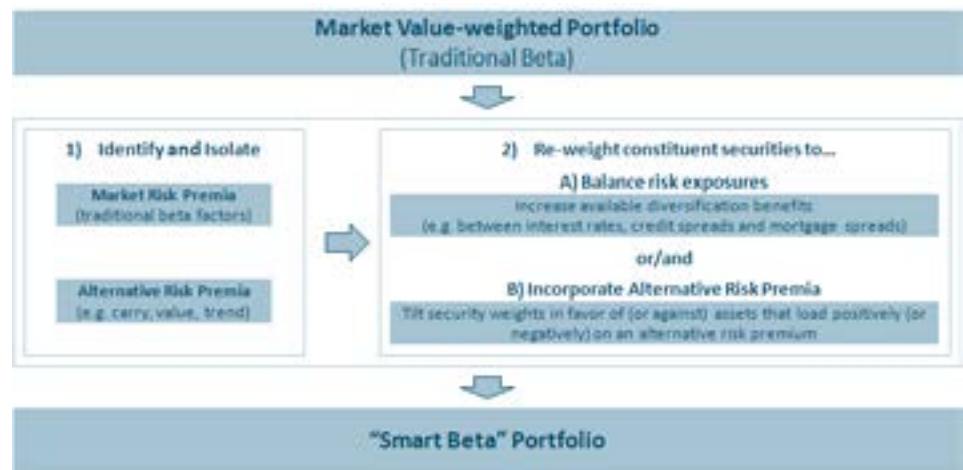 Market Value-weighted Portfolio
(Traditional Beta)
1) Identify and Isolate
Market Risk Premia
(traditional beta factors)
Alternative Risk Premia
(e.g. carry, value, trend)
2) Re-weight constituent securities to...
A) Balance risk exposures
Increase available diversification benefits
(e.g. between interest rates, credit spreads and mortgage spreads)
or/and
B) Incorporate Alternative Risk Premia
Tilt security weights in favor of (or against) assets that load positively (or
negatively) on an alternative risk premium
“Smart Beta” Portfolio